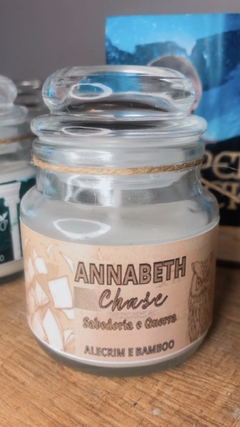 ANNABETH
Chase
Sabedoria e Guerra
ALECRIM E BAMBOO